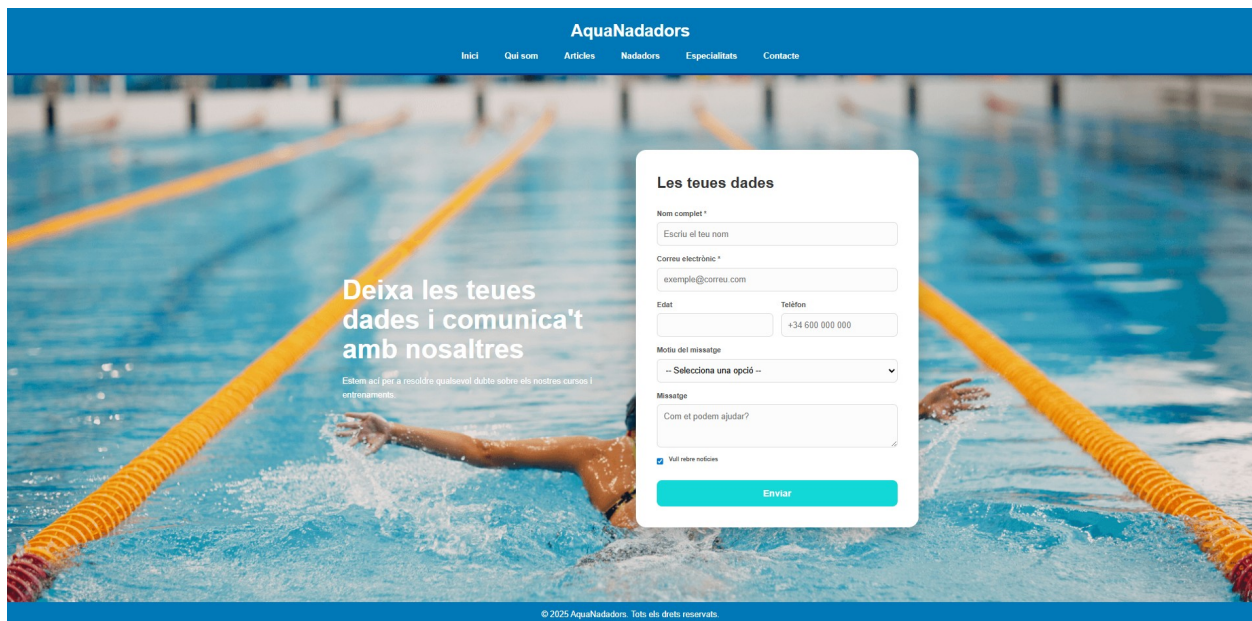 AquaNadadors
Inici Qui som Articles Nadadors Especialitats Contacte
Deixa les teues
dades i comunica't
amb nosaltres
Estem ací per a resoldre qualsevol dubte sobre els nostres cursos i
entrenaments.
Les teues dades
Nom complet *
Escriu el teu nom
Correu electrònic *
exemple@correu.com
Edat Telèfon
+34 600 000 000
Motiu del missatge
-- Selecciona una opció --
Missatge
Com et podem ajudar?
Vull rebre notícies
Enviar
© 2025 AquaNadadors. Tots els drets reservats.